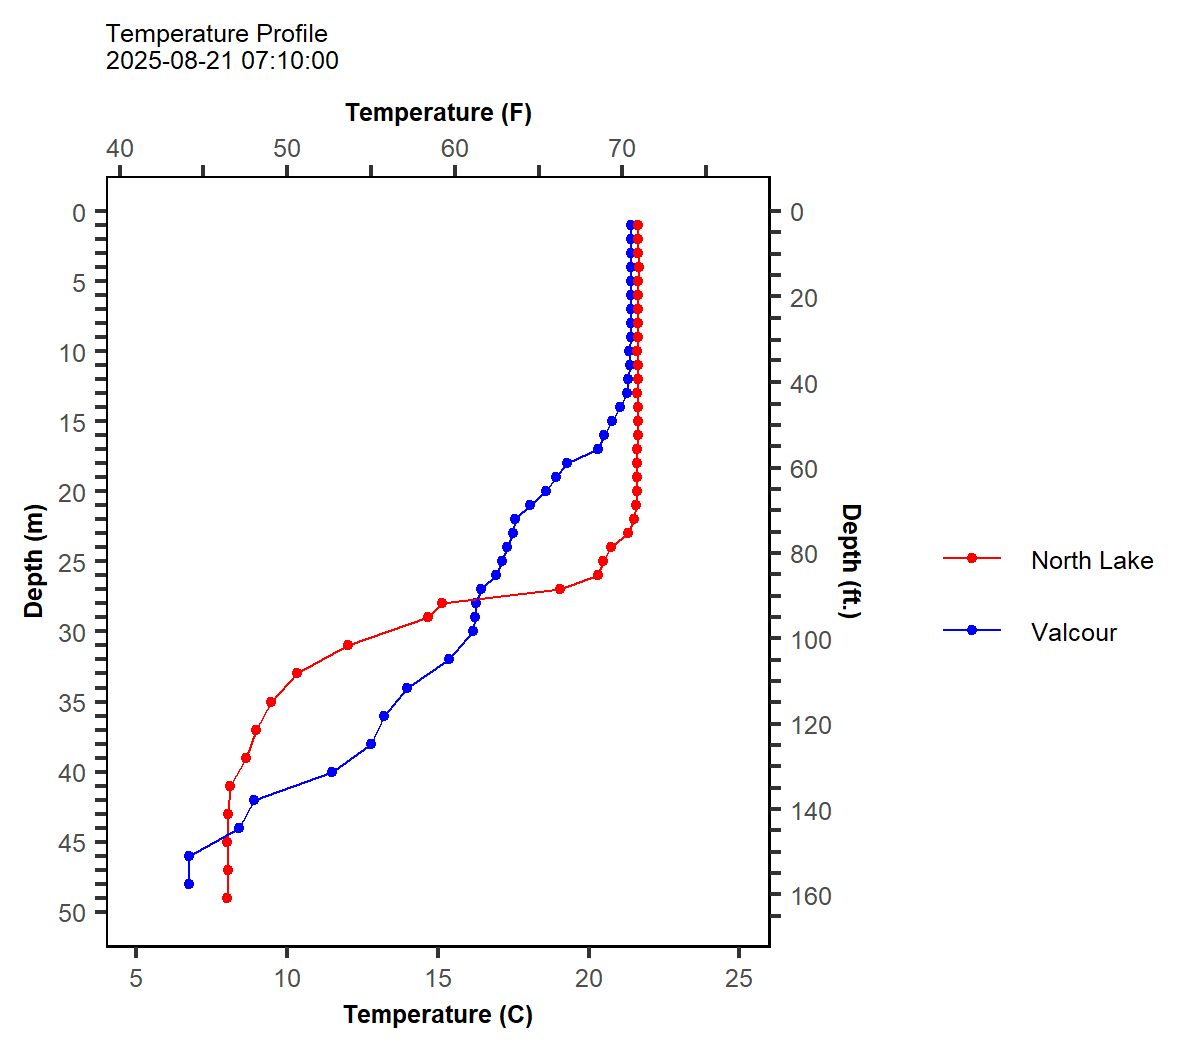 Temperature Profile
2025-08-21 07:10:00
Temperature (F)
40 50 60 70
0
5
10
15
20
25
30
35
40
45
50
Depth (m)
0
20
40
60
80
100
120
140
160
Depth (ft.)
North Lake
Valcour
5 10 15 20 25
Temperature (C)